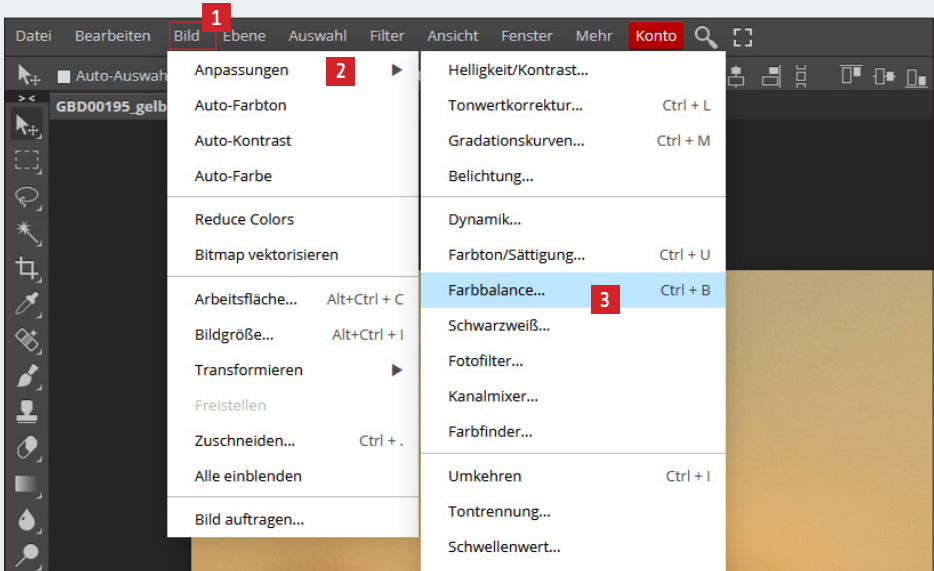 1
Datei Bearbeiten Bild Ebene Auswahl Filter Ansicht Fenster Mehr Konto
Auto-Auswah
> <
GBD00195_gelb
Anpassungen 2 ▶
Auto-Farbton
Auto-Kontrast
Auto-Farbe
Reduce Colors
Bitmap vektorisieren
Arbeitsfläche... Alt+Ctrl + C
Bildgröße... Alt+Ctrl + I
Transformieren ▶
Freistellen
Zuschneiden... Ctrl + .
Alle einblenden
Bild auftragen...
Helligkeit/Kontrast...
Tonwertkorrektur... Ctrl + L
Gradationskurven... Ctrl + M
Belichtung...
Dynamik...
Farbton/Sättigung... Ctrl + U
Farbbalance... 3 Ctrl + B
Schwarzweiß...
Fotofilter...
Kanalmixer...
Farbfinder...
Umkehren Ctrl + I
Tontrennung...
Schwellenwert...